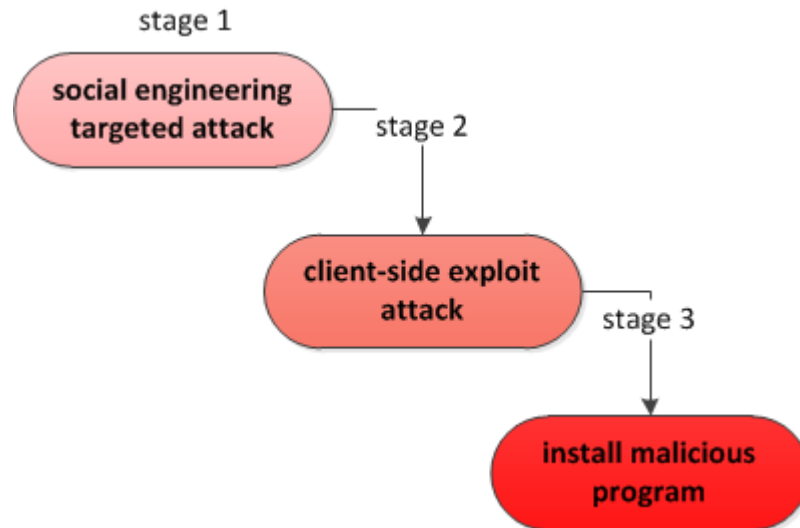 stage 1
social engineering
targeted attack
stage 2
client-side exploit
attack
stage 3
install malicious
program